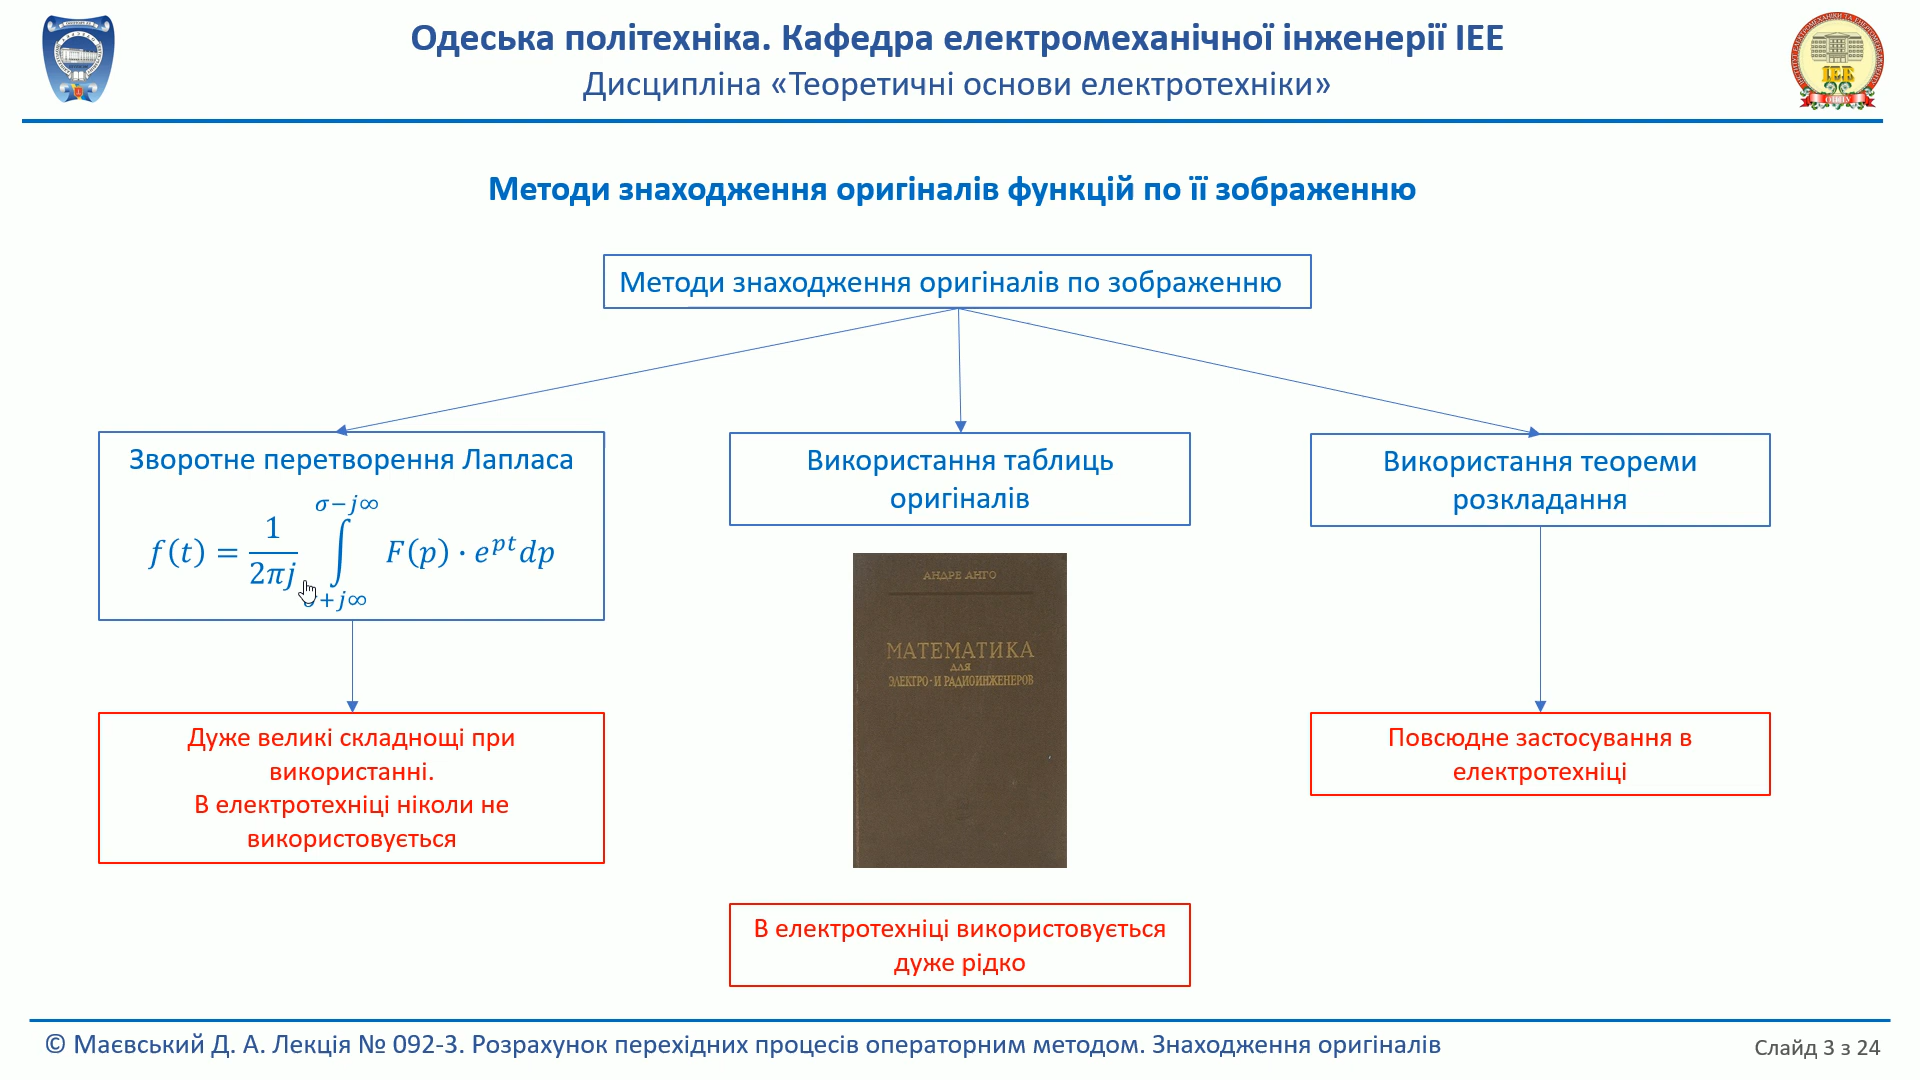 Одеська політехніка. Кафедра електромеханічної інженерії ІЕЕ
Дисципліна «Теоретичні основи електротехніки»
ІЕЕ
Методи знаходження оригіналів функцій по її зображенню
Методи знаходження оригіналів по зображенню
Зворотне перетворення Лапласа
f(t) = 1/(2πj) ∫_{σ+j∞}^{σ−j∞} F(p) · e^{pt} dp
Використання таблиць
оригіналів
Використання теореми
розкладання
АНДРЕ АНГО
МАТЕМАТИКА
ДЛЯ
ЭЛЕКТРО- И РАДИОИНЖЕНЕРОВ
Дуже великі складнощі при
використанні.
В електротехніці ніколи не
використовується
Повсюдне застосування в
електротехніці
В електротехніці використовується
дуже рідко
© Маєвський Д. А. Лекція № 092-3. Розрахунок перехідних процесів операторним методом. Знаходження оригіналів
Слайд 3 з 24